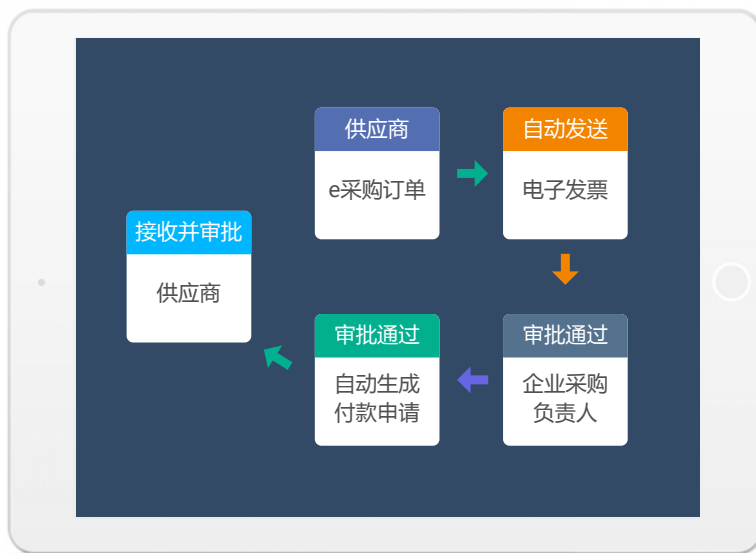 供应商
e采购订单
自动发送
电子发票
接收并审批
供应商
审批通过
自动生成
付款申请
审批通过
企业采购
负责人